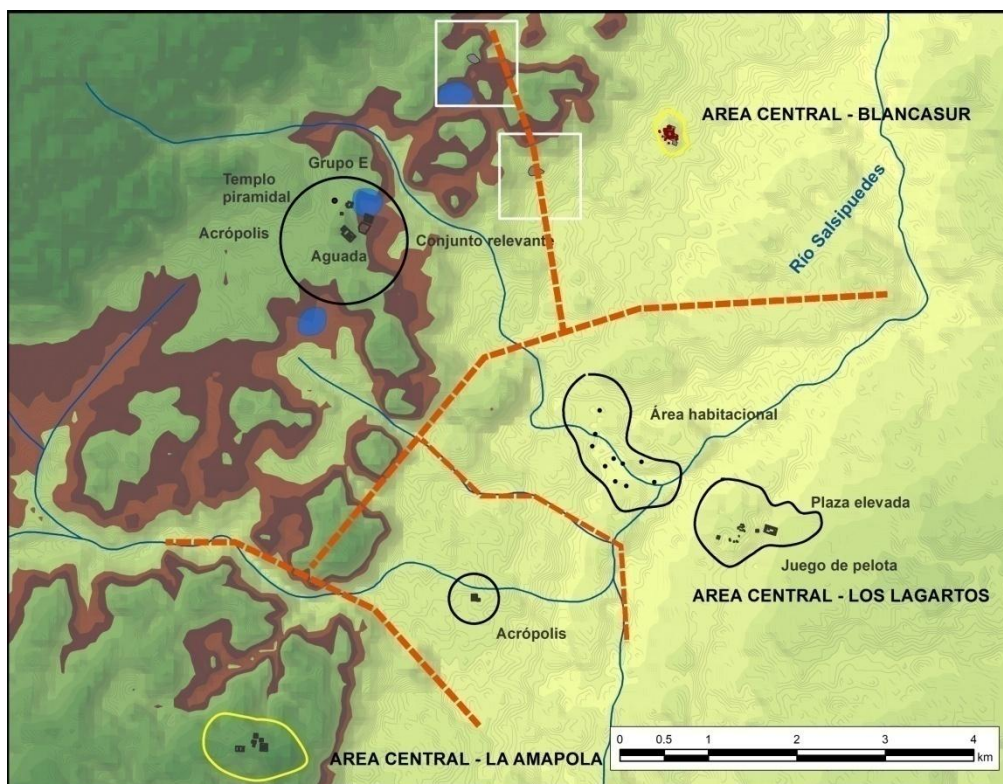 AREA CENTRAL - BLANCASUR
Grupo E
Templo
piramidal
Acrópolis
Aguada
Conjunto relevante
Río Salsipuedes
Área habitacional
Plaza elevada
Juego de pelota
AREA CENTRAL - LOS LAGARTOS
Acrópolis
AREA CENTRAL - LA AMAPOLA
0 0.5 1 2 3 4
km